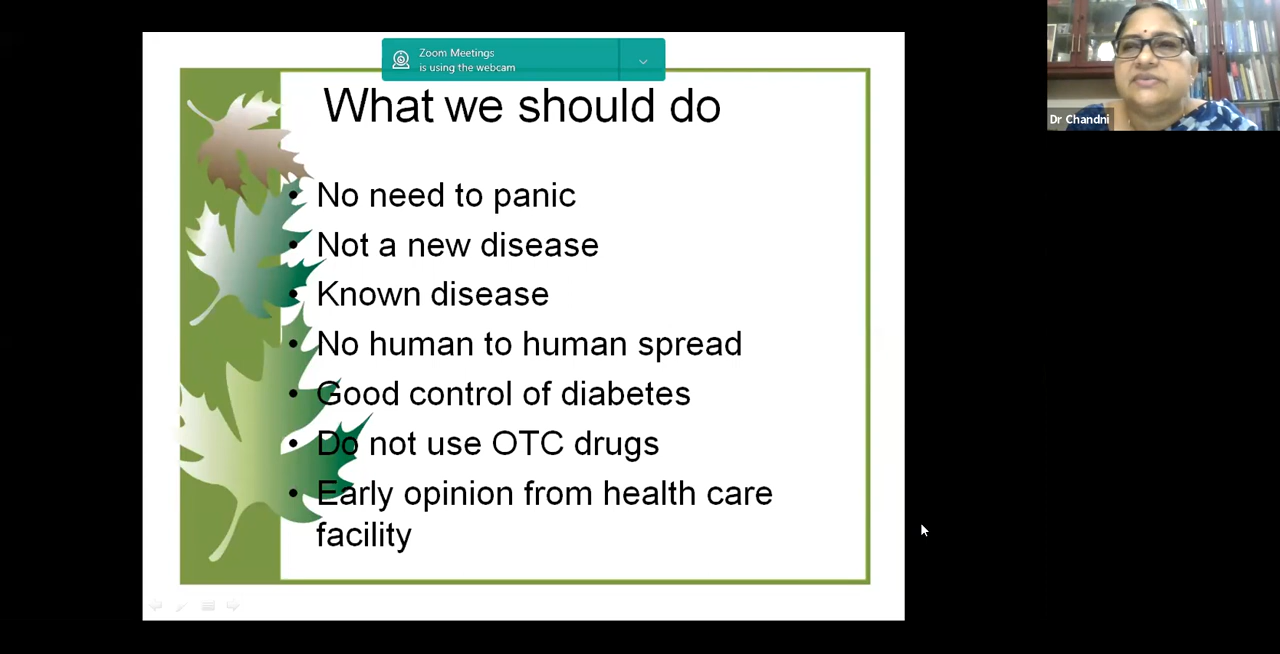 Zoom Meetings
is using the webcam
What we should do
• No need to panic
• Not a new disease
• Known disease
• No human to human spread
• Good control of diabetes
• Do not use OTC drugs
• Early opinion from health care
facility
Dr Chandni